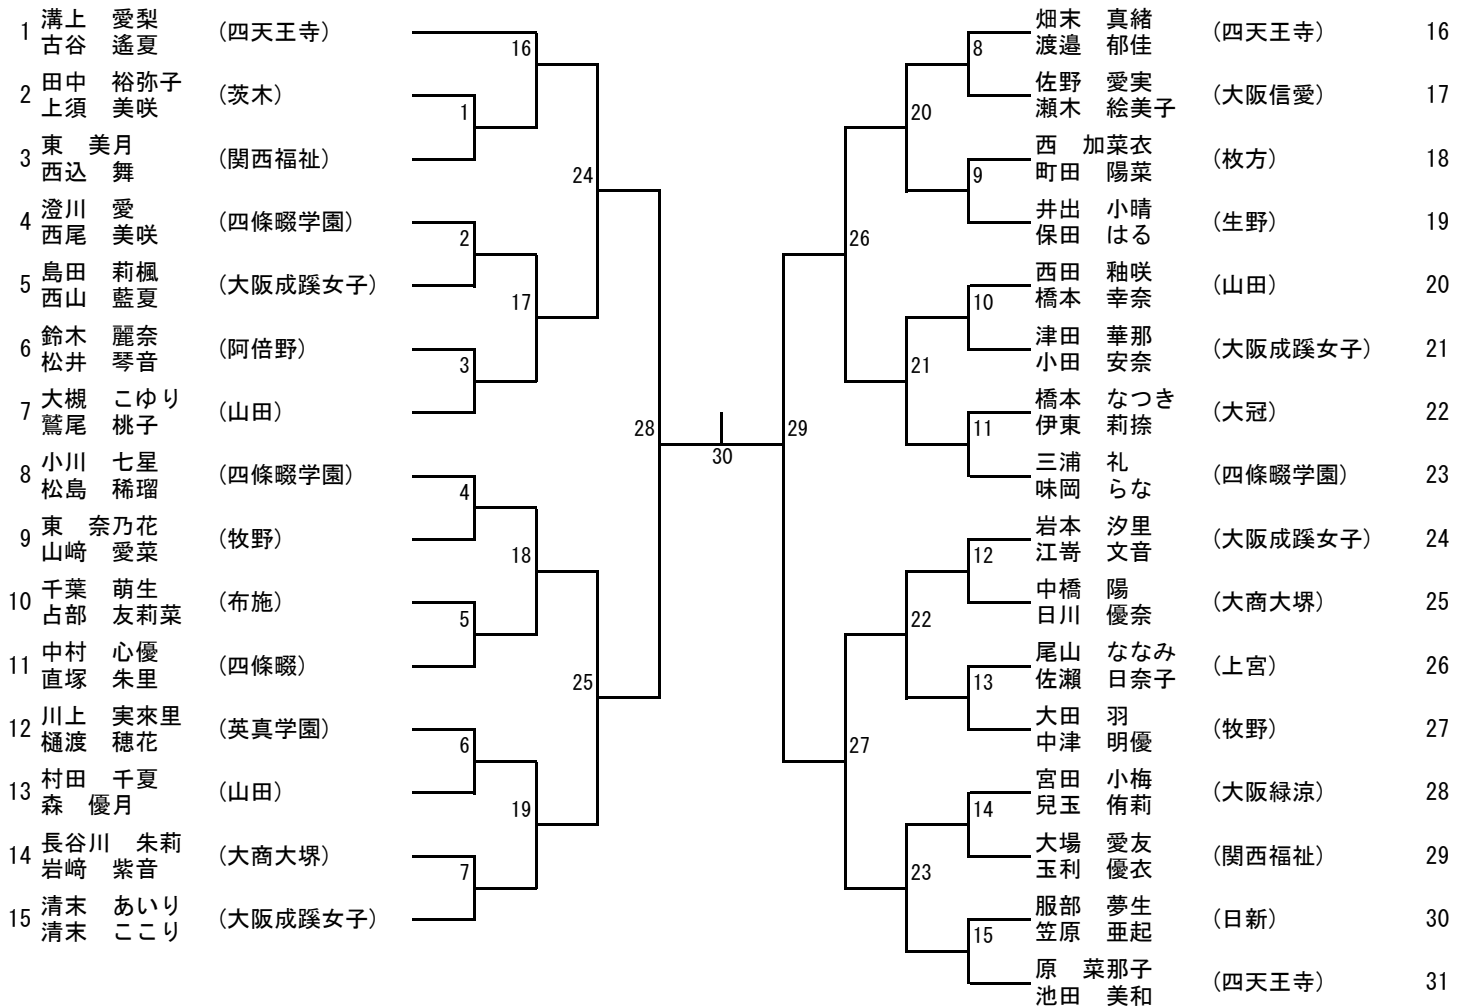 1 溝上　愛梨 (四天王寺)
古谷　遙夏
2 田中　裕弥子 (茨木)
上須　美咲
3 東　美月 (関西福祉)
西込　舞
4 澄川　愛 (四條畷学園)
西尾　美咲
5 島田　莉楓 (大阪成蹊女子)
西山　藍夏
6 鈴木　麗奈 (阿倍野)
松井　琴音
7 大槻　こゆり (山田)
鷲尾　桃子
8 小川　七星 (四條畷学園)
松島　稀瑠
9 東　奈乃花 (牧野)
山﨑　愛菜
10 千葉　萌生 (布施)
占部　友莉菜
11 中村　心優 (四條畷)
直塚　朱里
12 川上　実來里 (英真学園)
樋渡　穂花
13 村田　千夏 (山田)
森　優月
14 長谷川　朱莉 (大商大堺)
岩﨑　紫音
15 清末　あいり (大阪成蹊女子)
清末　ここり
16
1
24
2
17
3
28
4
18
5
25
6
19
7
30
29
8
20
9
26
10
21
11
12
22
13
27
14
23
15
畑末　真緒 (四天王寺) 16
渡邉　郁佳
佐野　愛実 (大阪信愛) 17
瀬木　絵美子
西　加菜衣 (枚方) 18
町田　陽菜
井出　小晴 (生野) 19
保田　はる
西田　釉咲 (山田) 20
橋本　幸奈
津田　華那 (大阪成蹊女子) 21
小田　安奈
橋本　なつき (大冠) 22
伊東　莉捺
三浦　礼 (四條畷学園) 23
味岡　らな
岩本　汐里 (大阪成蹊女子) 24
江嵜　文音
中橋　陽 (大商大堺) 25
日川　優奈
尾山　ななみ (上宮) 26
佐瀨　日奈子
大田　羽 (牧野) 27
中津　明優
宮田　小梅 (大阪緑涼) 28
兒玉　侑莉
大場　愛友 (関西福祉) 29
玉利　優衣
服部　夢生 (日新) 30
笠原　亜起
原　菜那子 (四天王寺) 31
池田　美和